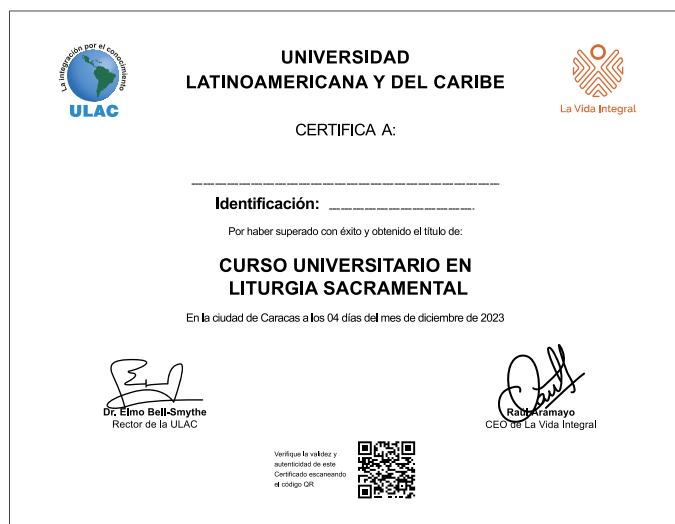 La integración por el conocimiento
ULAC
UNIVERSIDAD
LATINOAMERICANA Y DEL CARIBE
La Vida Integral
CERTIFICA A:
Identificación:
Por haber superado con éxito y obtenido el título de:
CURSO UNIVERSITARIO EN
LITURGIA SACRAMENTAL
En la ciudad de Caracas a los 04 días del mes de diciembre de 2023
Dr. Elmo Bell-Smythe
Rector de la ULAC
Raúl Aramayo
CEO de La Vida Integral
Verifique la validez y
autenticidad de este
Certificado escaneando
el código QR